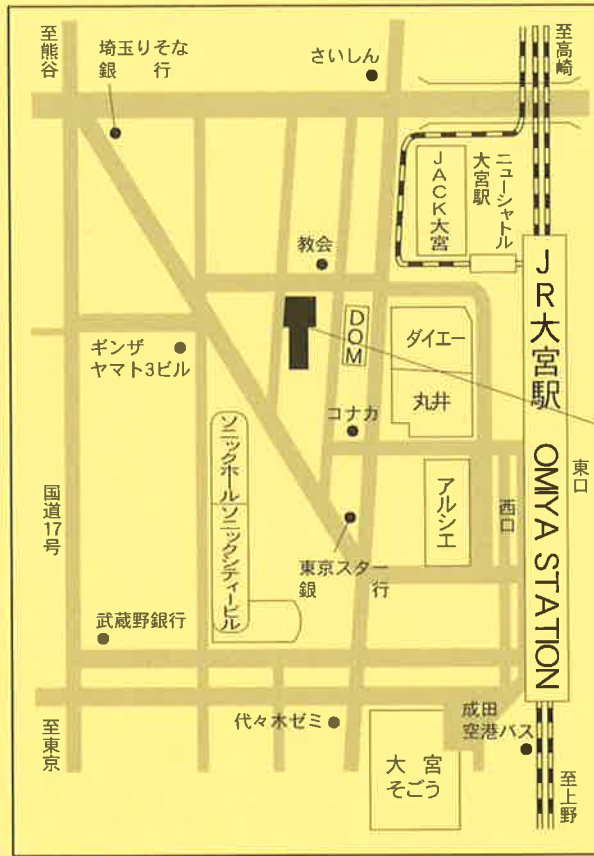 至熊谷
埼玉りそな
銀　行
さいしん
至高崎
JACK大宮
ニューシャトル
大宮駅
教会
DOM
ダイエー
丸井
ギンザ
ヤマト3ビル
コナカ
JR大宮駅 OMIYA STATION
東口
西口
アルシェ
ソニックホール
ソニックシティービル
国道17号
東京スター
銀　行
武蔵野銀行
至東京
代々木ゼミ
大宮
そごう
成田
空港バス
至上野